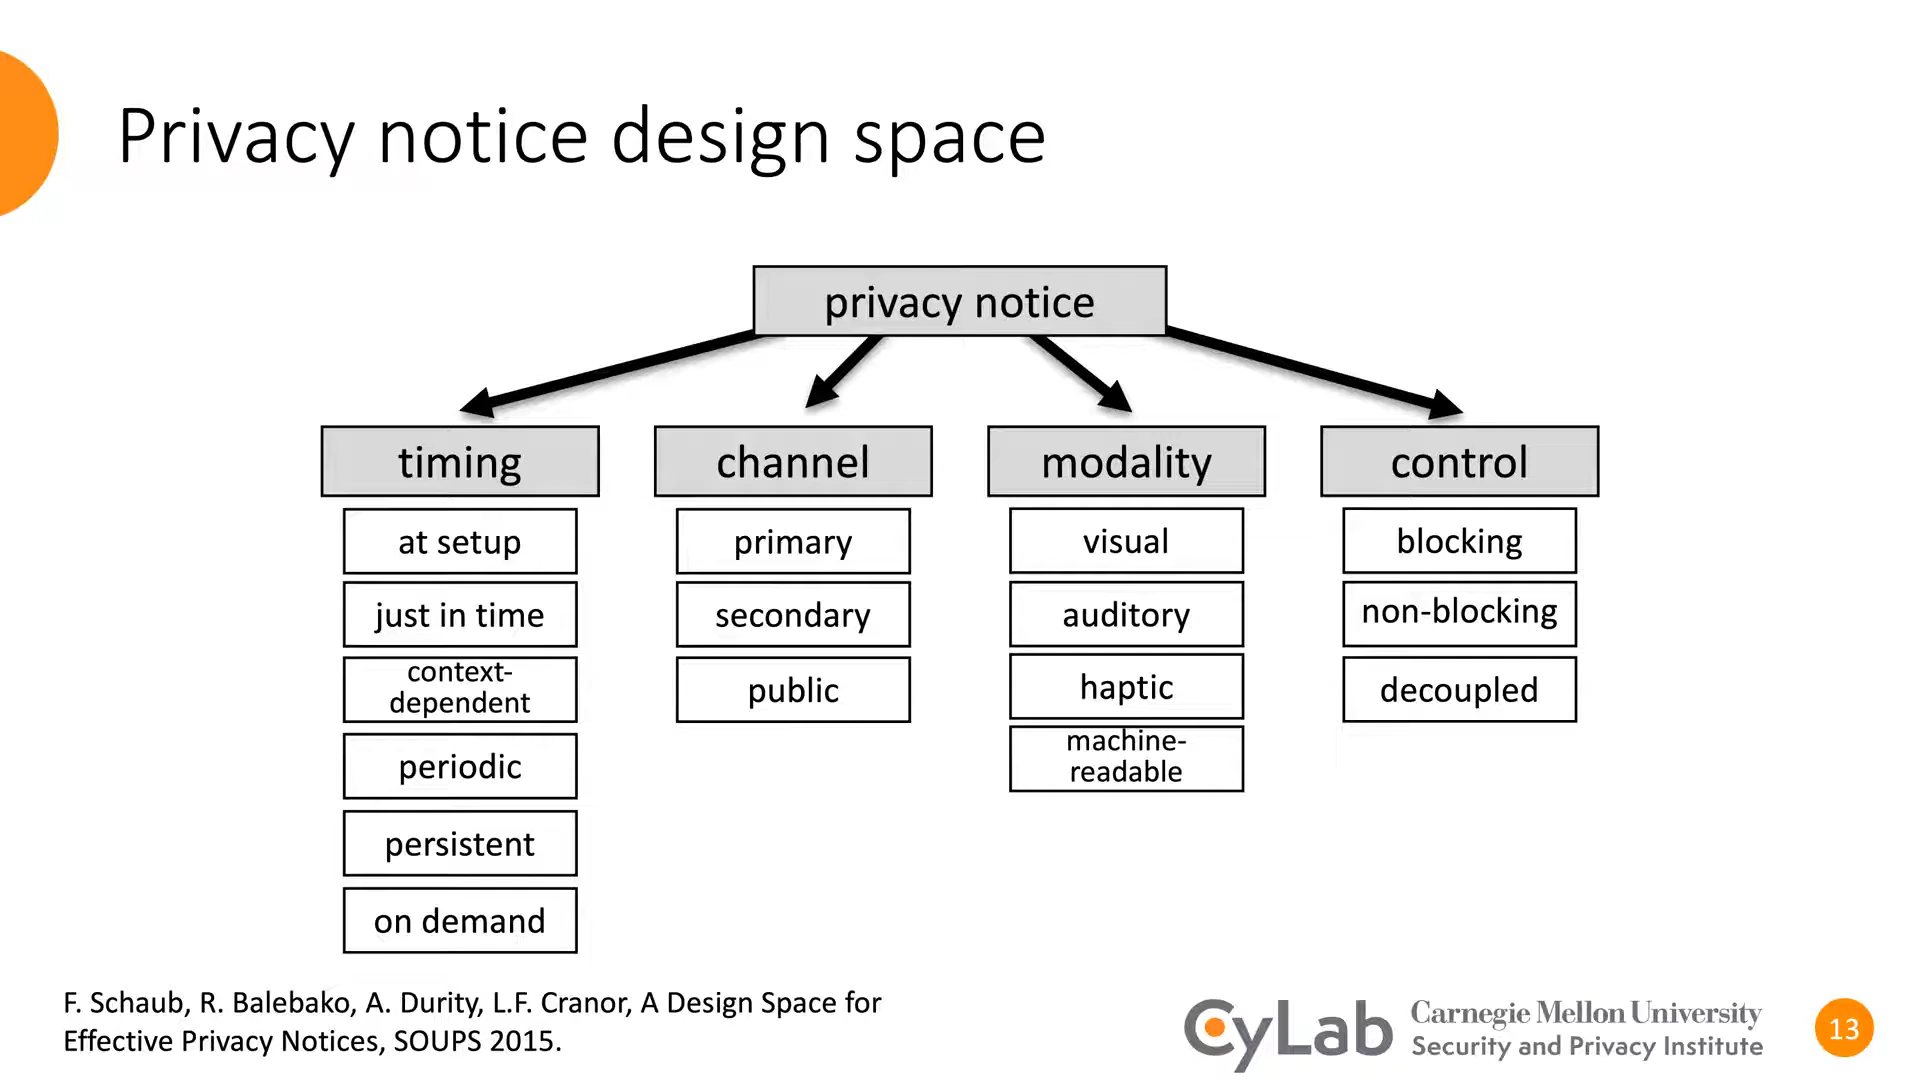 Privacy notice design space
privacy notice
timing
channel
modality
control
at setup
just in time
context-
dependent
periodic
persistent
on demand
primary
secondary
public
visual
auditory
haptic
machine-
readable
blocking
non-blocking
decoupled
F. Schaub, R. Balebako, A. Durity, L.F. Cranor, A Design Space for
Effective Privacy Notices, SOUPS 2015.
CyLab
Carnegie Mellon University
Security and Privacy Institute
13